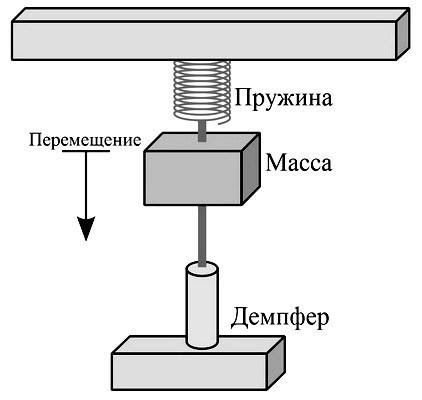 Пружина
Перемещение
Масса
Демпфер